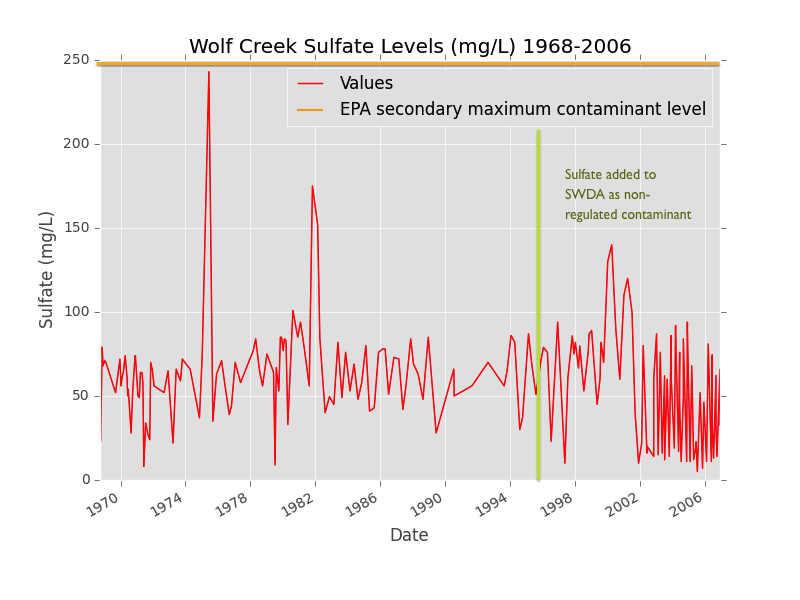 Wolf Creek Sulfate Levels (mg/L) 1968-2006
250
200
150
100
50
0
Sulfate (mg/L)
Values
EPA secondary maximum contaminant level
Sulfate added to
SWDA as non-
regulated contaminant
1970
1974
1978
1982
1986
1990
1994
1998
2002
2006
Date